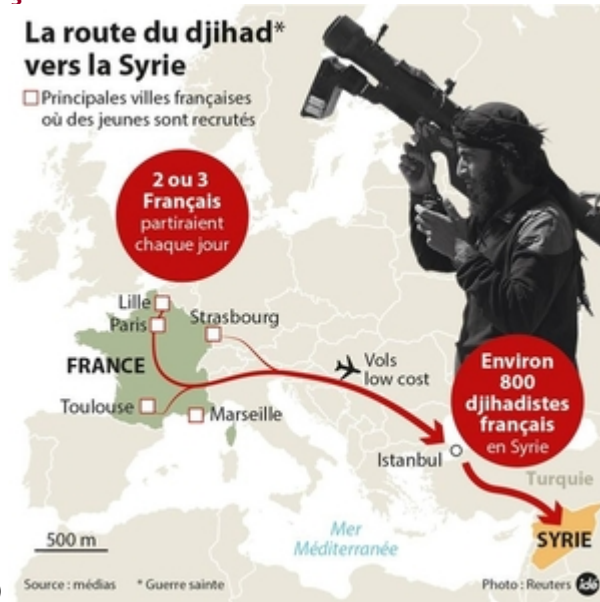 La route du djihad*
vers la Syrie
Principales villes françaises
où des jeunes sont recrutés
2 ou 3
Français
partiraient
chaque jour
Lille
Paris
Strasbourg
FRANCE
Vols
low cost
Environ
800
djihadistes
français
en Syrie
Toulouse
Marseille
Istanbul
Turquie
Mer
Méditerranée
SYRIE
500 m
Source : médias
* Guerre sainte
Photo : Reuters
idé